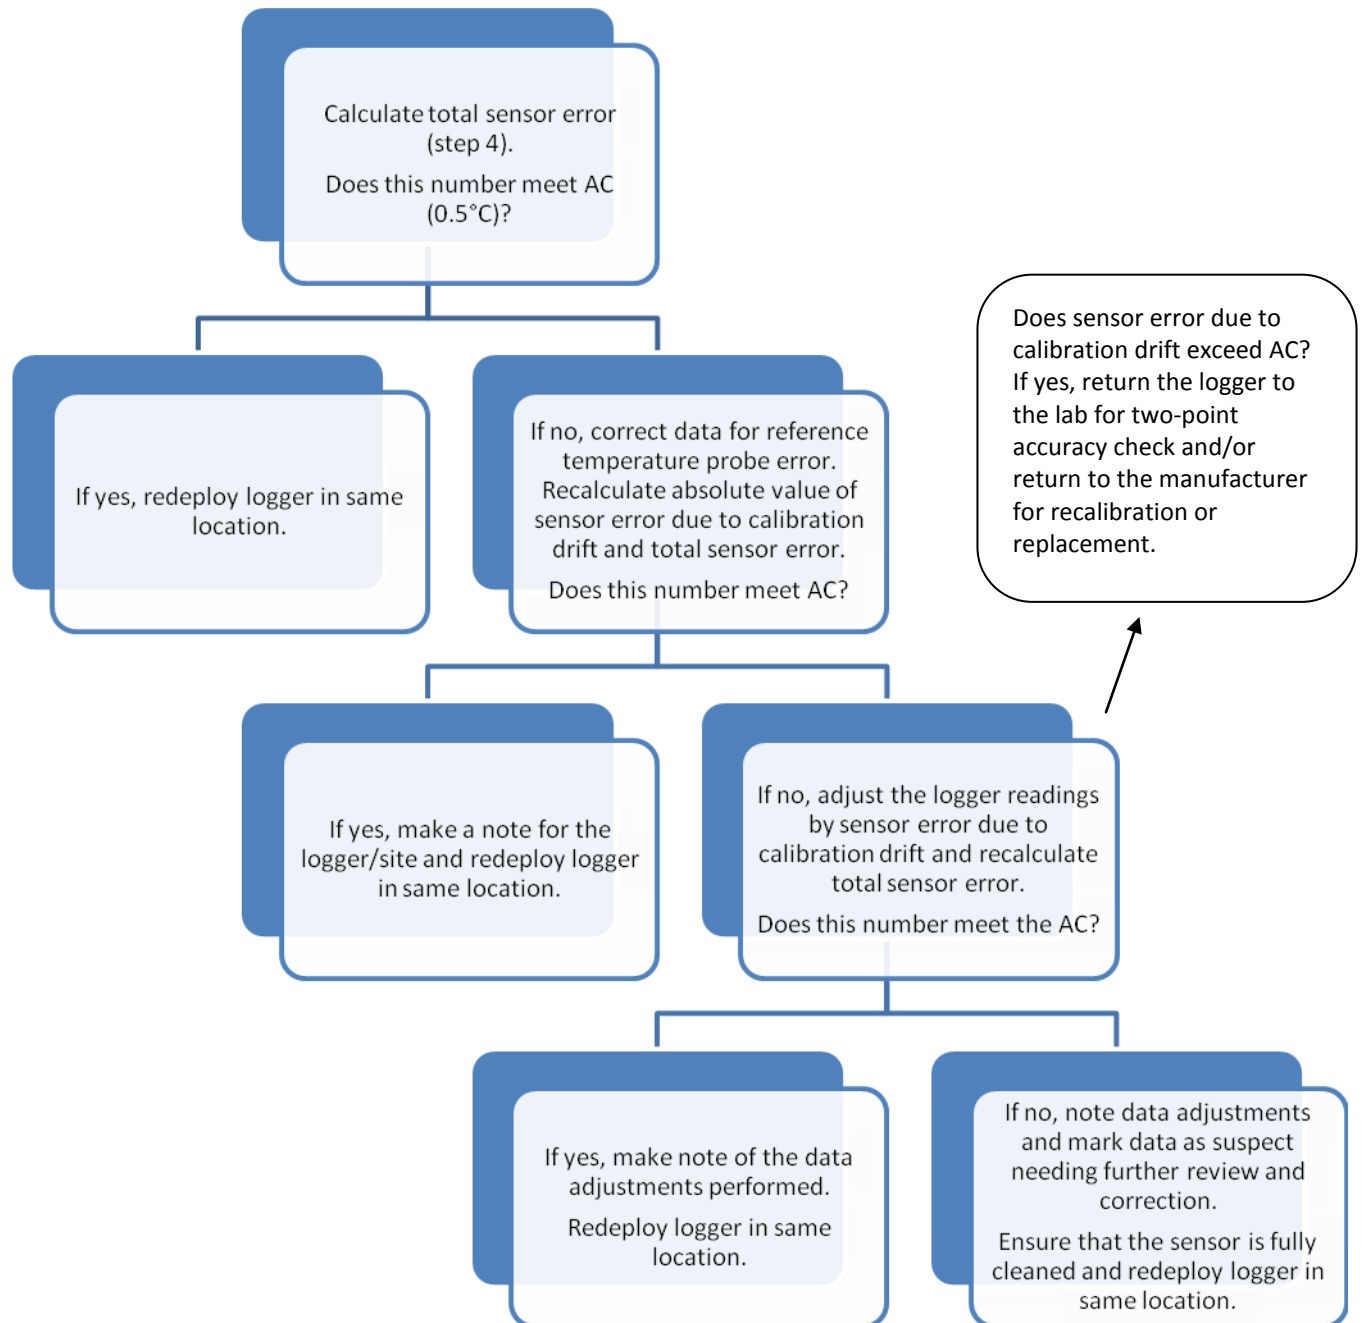 Calculate total sensor error
(step 4).
Does this number meet AC
(0.5°C)?
If yes, redeploy logger in same
location.
If no, correct data for reference
temperature probe error.
Recalculate absolute value of
sensor error due to calibration
drift and total sensor error.
Does this number meet AC?
Does sensor error due to
calibration drift exceed AC?
If yes, return the logger to
the lab for two-point
accuracy check and/or
return to the manufacturer
for recalibration or
replacement.
If yes, make a note for the
logger/site and redeploy logger
in same location.
If no, adjust the logger readings
by sensor error due to
calibration drift and recalculate
total sensor error.
Does this number meet the AC?
If yes, make note of the data
adjustments performed.
Redeploy logger in same
location.
If no, note data adjustments
and mark data as suspect
needing further review and
correction.
Ensure that the sensor is fully
cleaned and redeploy logger in
same location.